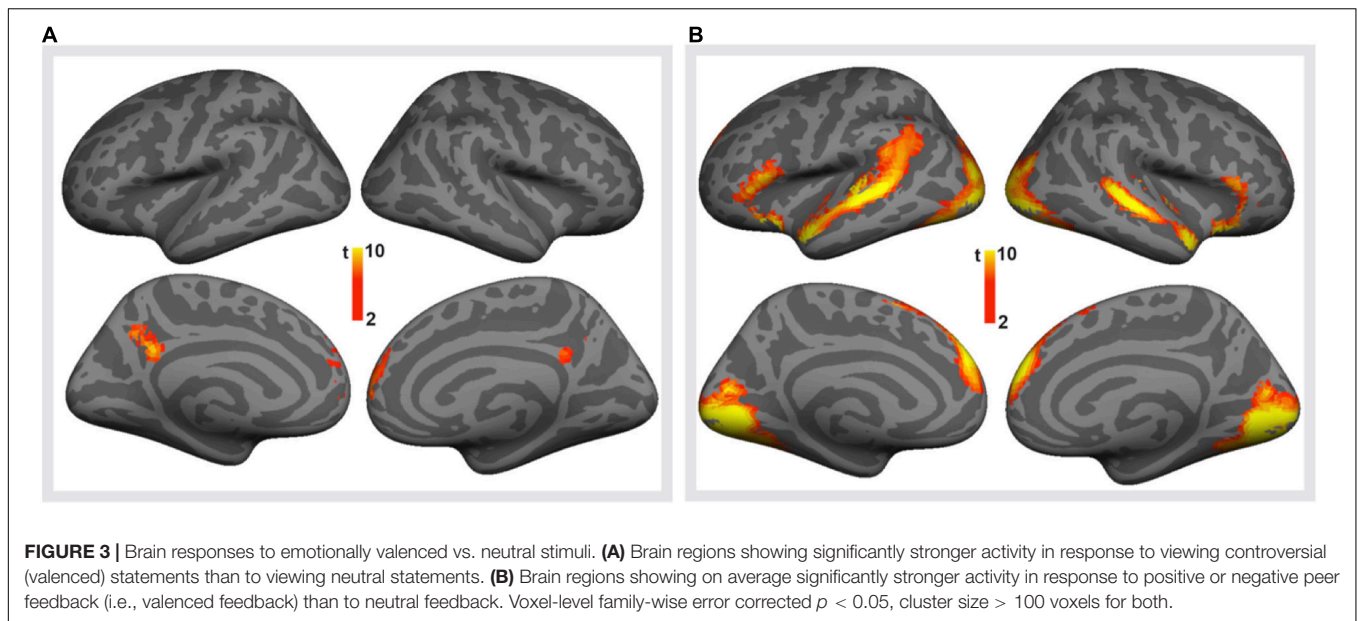 A
B
t 10
2
t 10
2
FIGURE 3 | Brain responses to emotionally valenced vs. neutral stimuli. (A) Brain regions showing significantly stronger activity in response to viewing controversial
(valenced) statements than to viewing neutral statements. (B) Brain regions showing on average significantly stronger activity in response to positive or negative peer
feedback (i.e., valenced feedback) than to neutral feedback. Voxel-level family-wise error corrected p < 0.05, cluster size > 100 voxels for both.